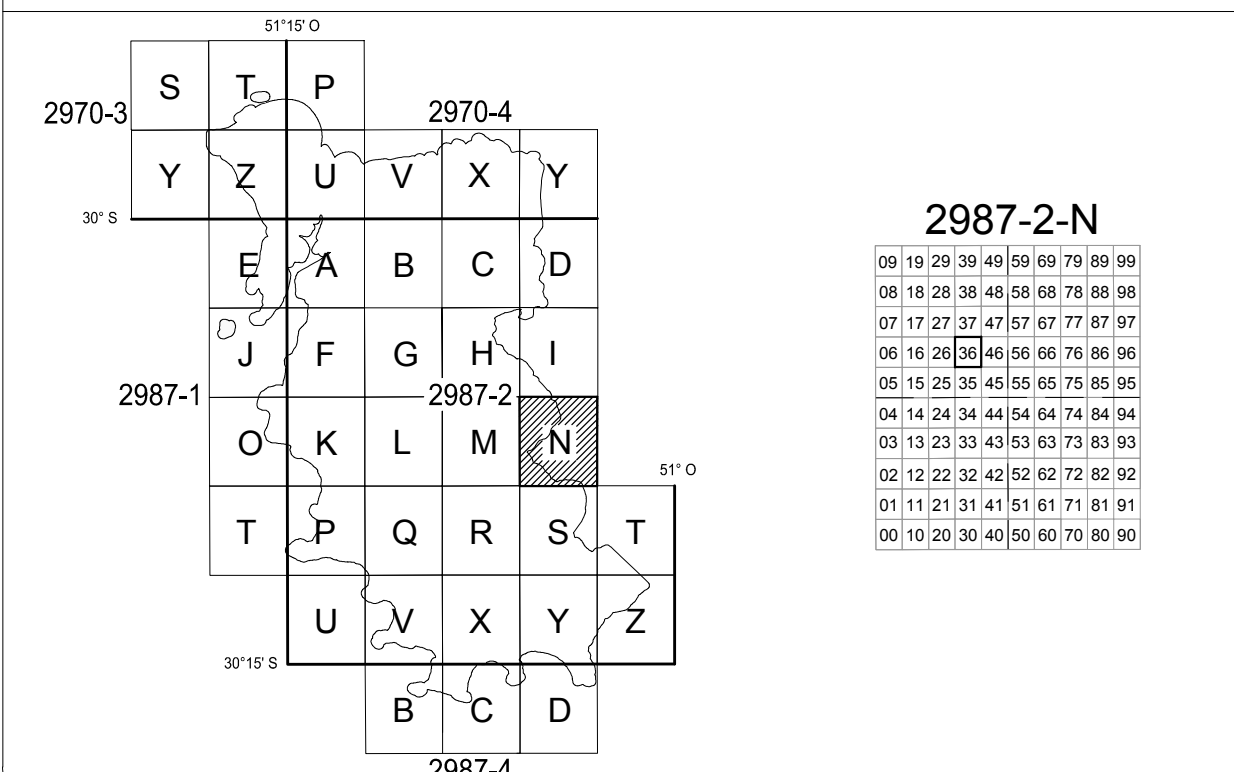 51°15' O
S T P
2970-3 2970-4
Y Z U V X Y
30° S
E A B C D
J F G H I
2987-1 2987-2
O K L M N
51° O
T P Q R S T
U V X Y Z
30°15' S
B C D
2987-4
2987-2-N
09 19 29 39 49 59 69 79 89 99
08 18 28 38 48 58 68 78 88 98
07 17 27 37 47 57 67 77 87 97
06 16 26 36 46 56 66 76 86 96
05 15 25 35 45 55 65 75 85 95
04 14 24 34 44 54 64 74 84 94
03 13 23 33 43 53 63 73 83 93
02 12 22 32 42 52 62 72 82 92
01 11 21 31 41 51 61 71 81 91
00 10 20 30 40 50 60 70 80 90